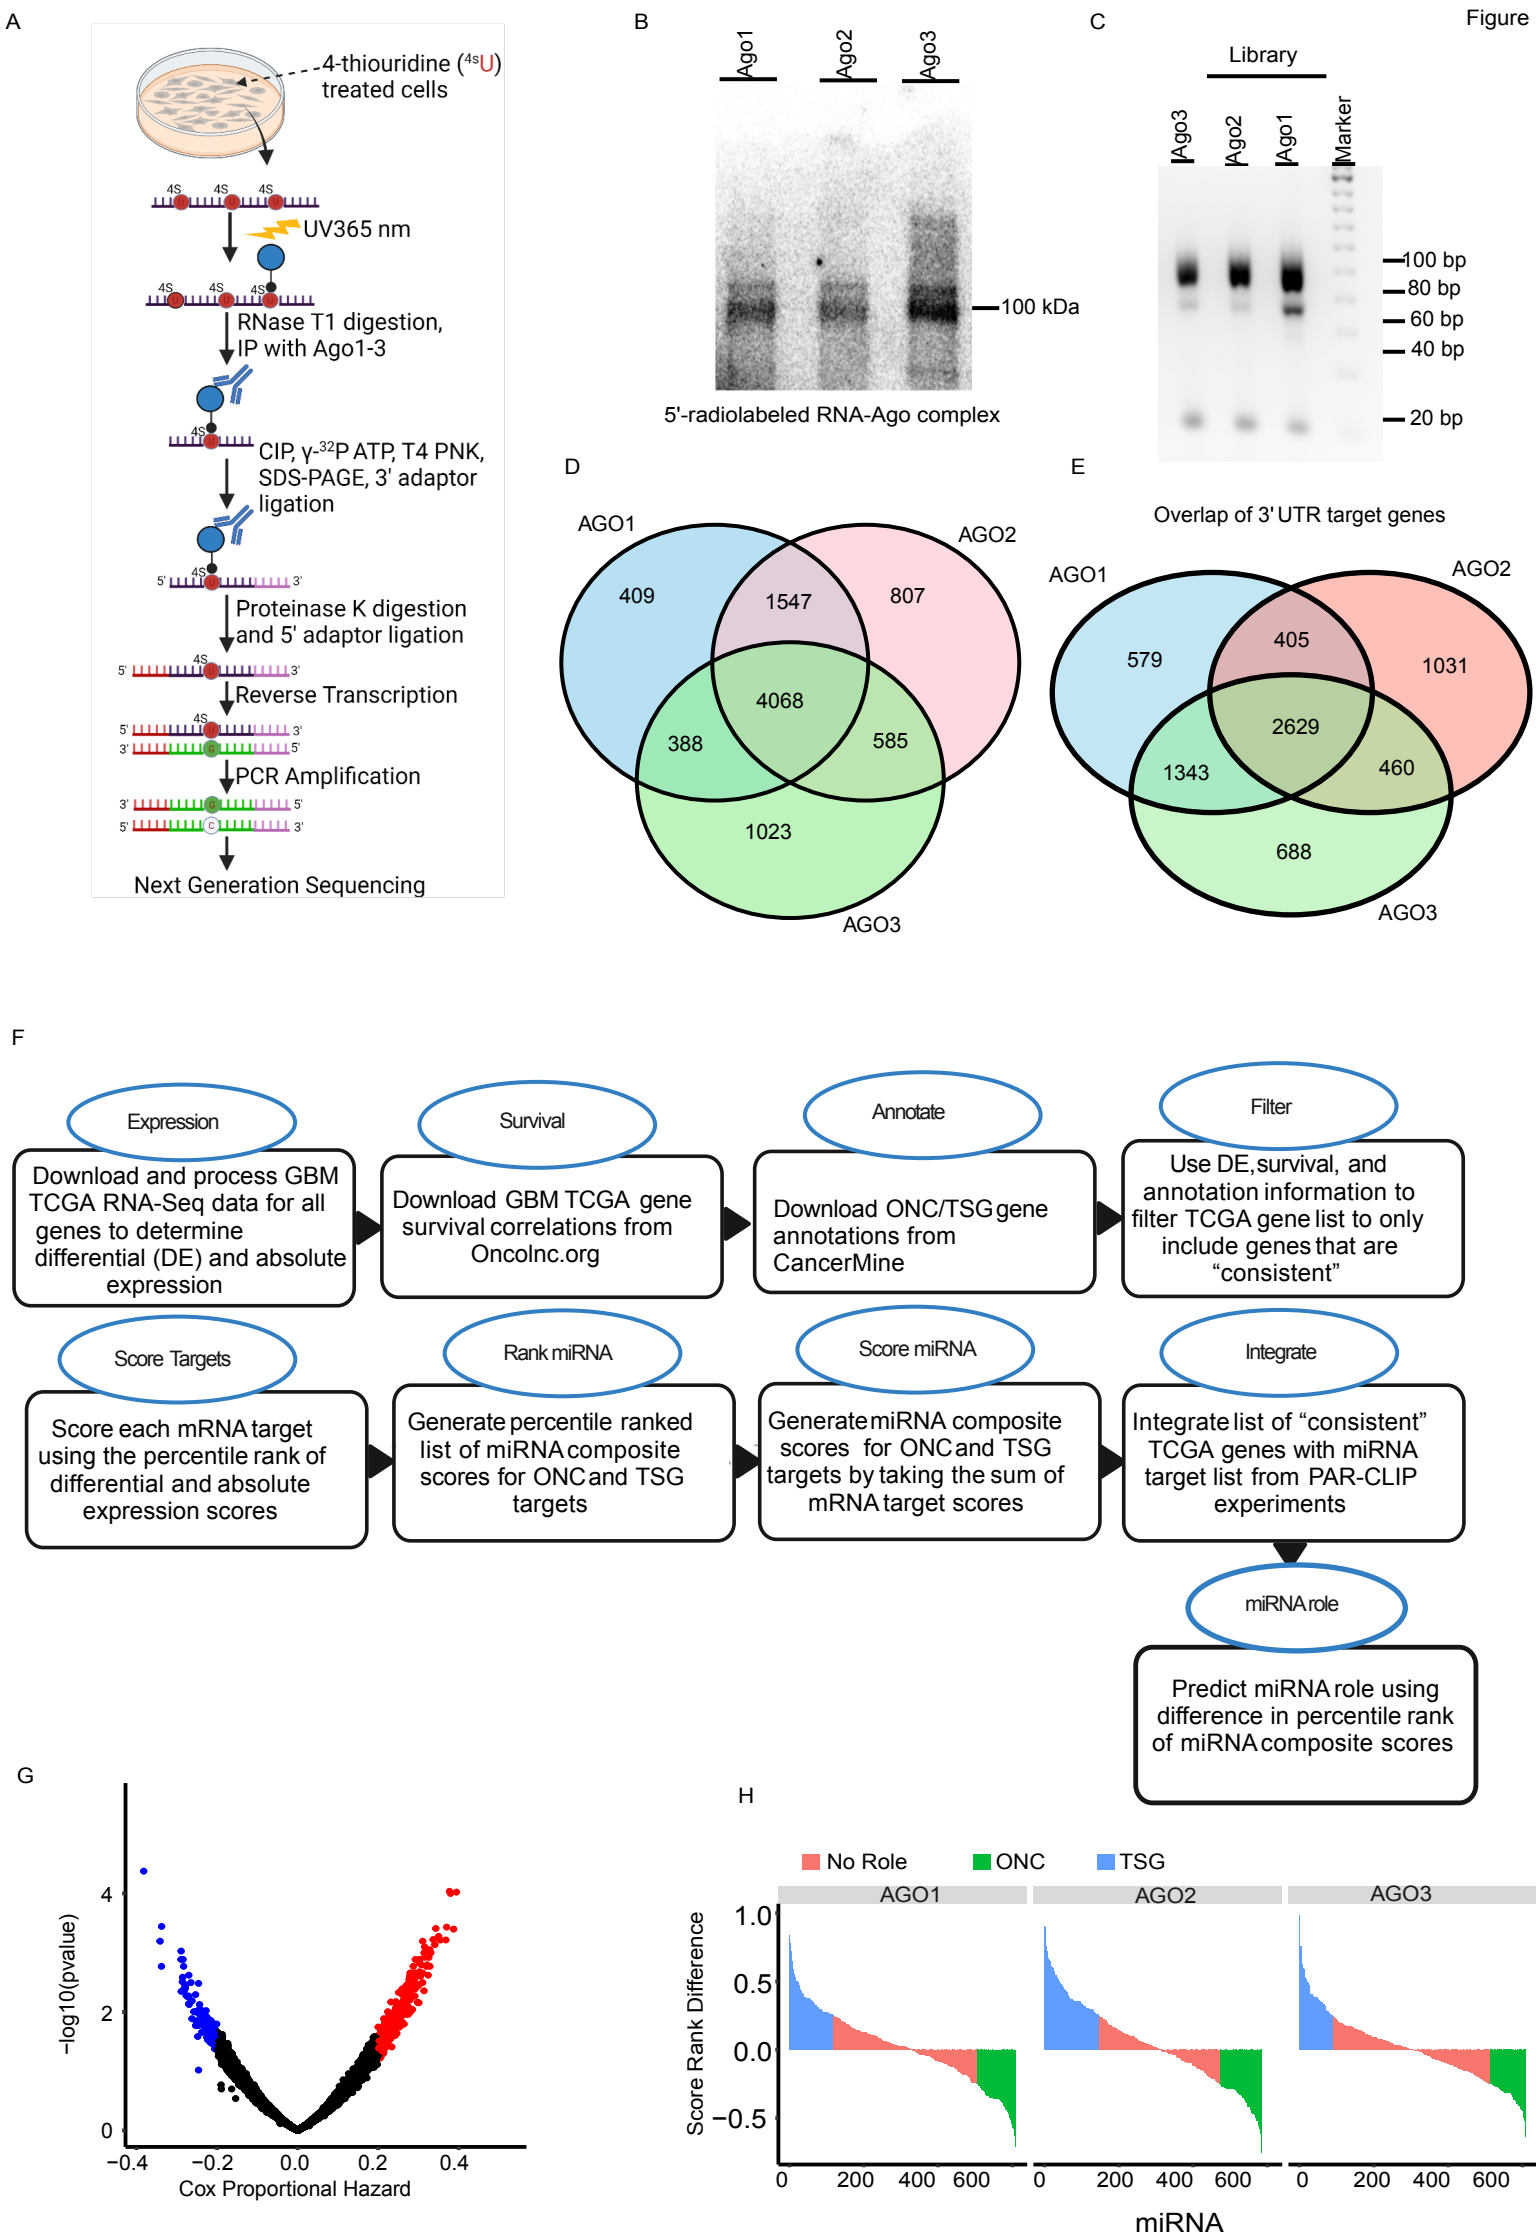 Figure
A
4-thiouridine (4sU)
treated cells
4S 4S 4S
U U U
UV365 nm
4S 4S 4S
U U U
RNase T1 digestion,
IP with Ago1-3
4S
U
CIP, γ-32P ATP, T4 PNK,
SDS-PAGE, 3' adaptor
ligation
4S
5' U 3'
Proteinase K digestion
and 5' adaptor ligation
4S
5' U 3'
Reverse Transcription
4S
5' U 3'
3' G 5'
PCR Amplification
3' G 5'
5' C 3'
Next Generation Sequencing
B
Ago1
Ago2
Ago3
100 kDa
5'-radiolabeled RNA-Ago complex
C
Library
Ago3
Ago2
Ago1
Marker
100 bp
80 bp
60 bp
40 bp
20 bp
D
AGO1
AGO2
409
1547
807
4068
388
585
1023
AGO3
E
Overlap of 3' UTR target genes
AGO1
AGO2
405
579
1031
2629
1343
460
688
AGO3
F
Expression
Download and process GBM
TCGA RNA-Seq data for all
genes to determine
differential (DE) and absolute
expression
Survival
Download GBM TCGA gene
survival correlations from
OncoInc.org
Annotate
Download ONC/TSG gene
annotations from
CancerMine
Filter
Use DE, survival, and
annotation information to
filter TCGA gene list to only
include genes that are
“consistent”
Score Targets
Score each mRNA target
using the percentile rank of
differential and absolute
expression scores
Rank miRNA
Generate percentile ranked
list of miRNA composite
scores for ONC and TSG
targets
Score miRNA
Generate miRNA composite
scores for ONC and TSG
targets by taking the sum of
mRNA target scores
Integrate
Integrate list of “consistent”
TCGA genes with miRNA
target list from PAR-CLIP
experiments
miRNA role
Predict miRNA role using
difference in percentile rank
of miRNA composite scores
G
−log10(pvalue)
4
2
0
−0.4 −0.2 0.0 0.2 0.4
Cox Proportional Hazard
H
No Role ONC TSG
AGO1 AGO2 AGO3
Score Rank Difference
1.0
0.5
0.0
−0.5
0 200 400 600 0 200 400 600 0 200 400 600
miRNA